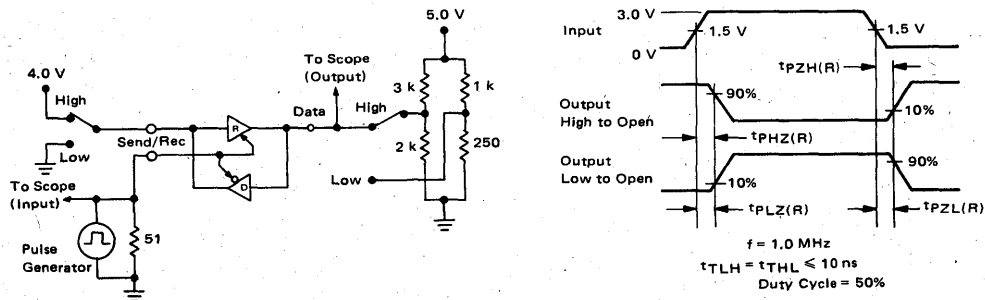 5.0 V
To Scope
(Output)
4.0 V
High
3 k
1 k
Data
High
R
Send/Rec
Low
2 k
250
D
Low
To Scope
(Input)
51
Pulse
Generator
3.0 V
Input
1.5 V
1.5 V
0 V
tPZH(R)
90%
Output
High to Open
10%
tPHZ(R)
Output
Low to Open
90%
10%
tPLZ(R)
tPZL(R)
f = 1.0 MHz
tTLH = tTHL ≤ 10 ns
Duty Cycle = 50%